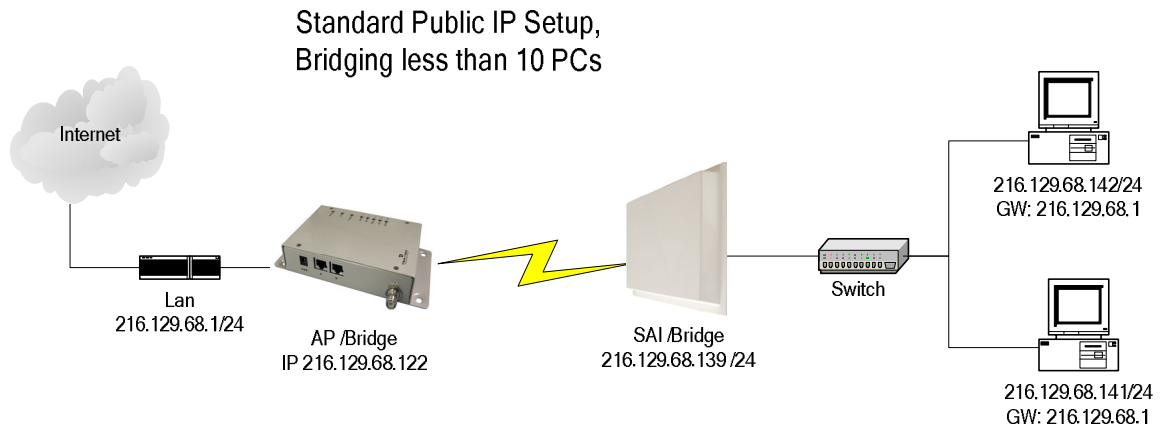 Standard Public IP Setup,
Bridging less than 10 PCs
Internet
Lan
216.129.68.1/24
AP /Bridge
IP 216.129.68.122
SAI /Bridge
216.129.68.139 /24
Switch
216.129.68.142/24
GW: 216.129.68.1
216.129.68.141/24
GW: 216.129.68.1